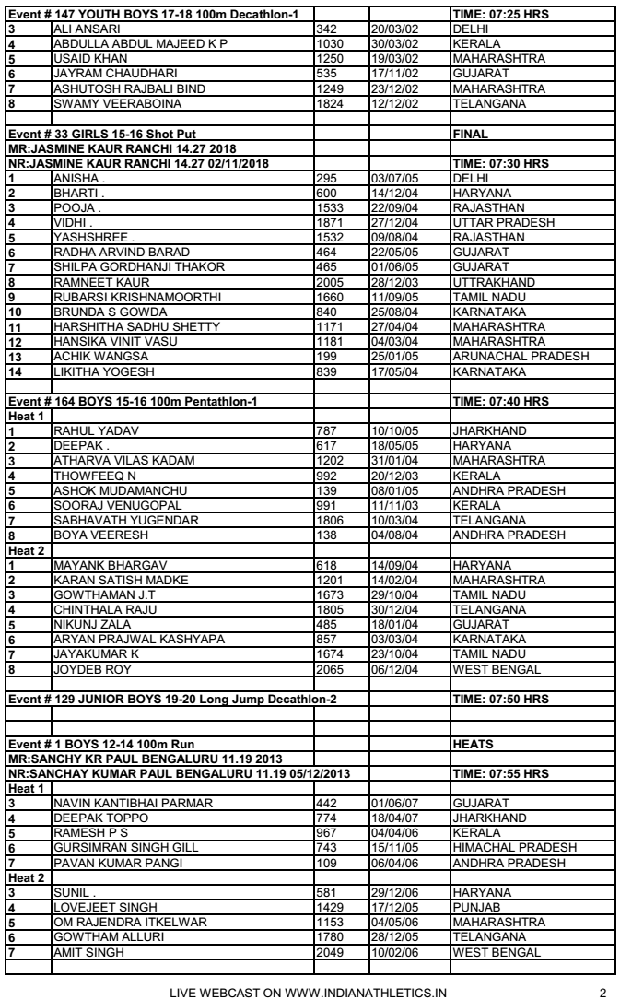 Event # 147 YOUTH BOYS 17-18 100m Decathlon-1 TIME: 07:25 HRS
3 ALI ANSARI 342 20/03/02 DELHI
4 ABDULLA ABDUL MAJEED K P 1030 30/03/02 KERALA
5 USAID KHAN 1250 19/03/02 MAHARASHTRA
6 JAYRAM CHAUDHARI 535 17/11/02 GUJARAT
7 ASHUTOSH RAJBALI BIND 1249 23/12/02 MAHARASHTRA
8 SWAMY VEERABOINA 1824 12/12/02 TELANGANA
Event # 33 GIRLS 15-16 Shot Put FINAL
MR:JASMINE KAUR RANCHI 14.27 2018
NR:JASMINE KAUR RANCHI 14.27 02/11/2018 TIME: 07:30 HRS
1 ANISHA . 295 03/07/05 DELHI
2 BHARTI . 600 14/12/04 HARYANA
3 POOJA . 1533 22/09/04 RAJASTHAN
4 VIDHI . 1871 27/12/04 UTTAR PRADESH
5 YASHSHREE . 1532 09/08/04 RAJASTHAN
6 RADHA ARVIND BARAD 464 22/05/05 GUJARAT
7 SHILPA GORDHANJI THAKOR 465 01/06/05 GUJARAT
8 RAMNEET KAUR 2005 28/12/03 UTTRAKHAND
9 RUBARSI KRISHNAMOORTHI 1660 11/09/05 TAMIL NADU
10 BRUNDA S GOWDA 840 25/08/04 KARNATAKA
11 HARSHITHA SADHU SHETTY 1171 27/04/04 MAHARASHTRA
12 HANSIKA VINIT VASU 1181 04/03/04 MAHARASHTRA
13 ACHIK WANGSA 199 25/01/05 ARUNACHAL PRADESH
14 LIKITHA YOGESH 839 17/05/04 KARNATAKA
Event # 164 BOYS 15-16 100m Pentathlon-1 TIME: 07:40 HRS
Heat 1
1 RAHUL YADAV 787 10/10/05 JHARKHAND
2 DEEPAK . 617 18/05/05 HARYANA
3 ATHARVA VILAS KADAM 1202 31/01/04 MAHARASHTRA
4 THOWFEEQ N 992 20/12/03 KERALA
5 ASHOK MUDAMANCHU 139 08/01/05 ANDHRA PRADESH
6 SOORAJ VENUGOPAL 991 11/11/03 KERALA
7 SABHAVATH YUGENDAR 1806 10/03/04 TELANGANA
8 BOYA VEERESH 138 04/08/04 ANDHRA PRADESH
Heat 2
1 MAYANK BHARGAV 618 14/09/04 HARYANA
2 KARAN SATISH MADKE 1201 14/02/04 MAHARASHTRA
3 GOWTHAMAN J.T 1673 29/10/04 TAMIL NADU
4 CHINTHALA RAJU 1805 30/12/04 TELANGANA
5 NIKUNJ ZALA 485 18/01/04 GUJARAT
6 ARYAN PRAJWAL KASHYAPA 857 03/03/04 KARNATAKA
7 JAYAKUMAR K 1674 23/10/04 TAMIL NADU
8 JOYDEB ROY 2065 06/12/04 WEST BENGAL
Event # 129 JUNIOR BOYS 19-20 Long Jump Decathlon-2 TIME: 07:50 HRS
Event # 1 BOYS 12-14 100m Run HEATS
MR:SANCHY KR PAUL BENGALURU 11.19 2013
NR:SANCHAY KUMAR PAUL BENGALURU 11.19 05/12/2013 TIME: 07:55 HRS
Heat 1
3 NAVIN KANTIBHAI PARMAR 442 01/06/07 GUJARAT
4 DEEPAK TOPPO 774 18/04/07 JHARKHAND
5 RAMESH P S 967 04/04/06 KERALA
6 GURSIMRAN SINGH GILL 743 15/11/05 HIMACHAL PRADESH
7 PAVAN KUMAR PANGI 109 06/04/06 ANDHRA PRADESH
Heat 2
3 SUNIL . 581 29/12/06 HARYANA
4 LOVEJEET SINGH 1429 17/12/05 PUNJAB
5 OM RAJENDRA ITKELWAR 1153 04/05/06 MAHARASHTRA
6 GOWTHAM ALLURI 1780 28/12/05 TELANGANA
7 AMIT SINGH 2049 10/02/06 WEST BENGAL
LIVE WEBCAST ON WWW.INDIANATHLETICS.IN 2